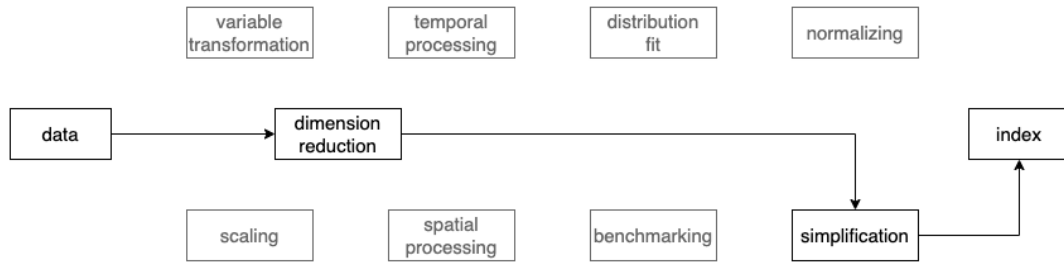 variable
transformation
temporal
processing
distribution
fit
normalizing
data
dimension
reduction
index
scaling
spatial
processing
benchmarking
simplification